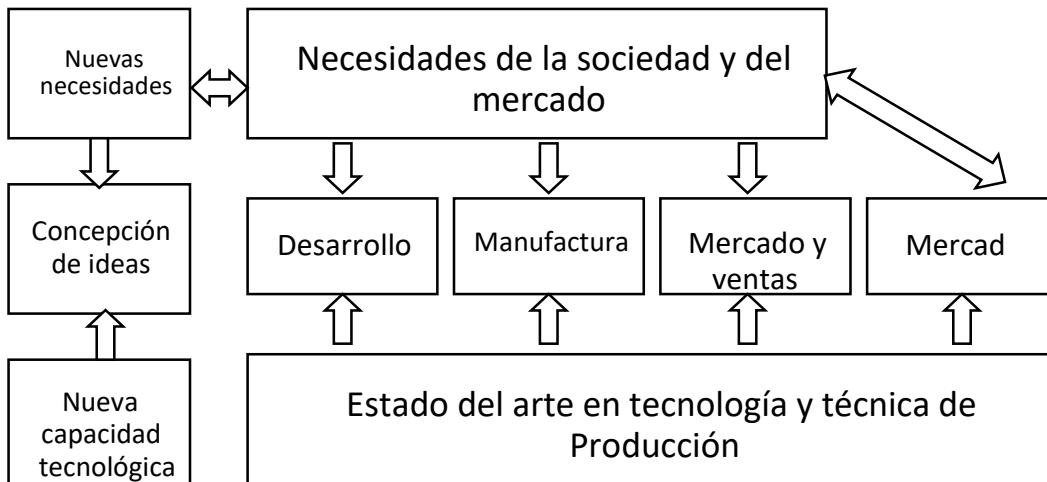 Nuevas
necesidades
Necesidades de la sociedad y del
mercado
Concepción
de ideas
Desarrollo
Manufactura
Mercado y
ventas
Mercad
Nueva
capacidad
tecnológica
Estado del arte en tecnología y técnica de
Producción